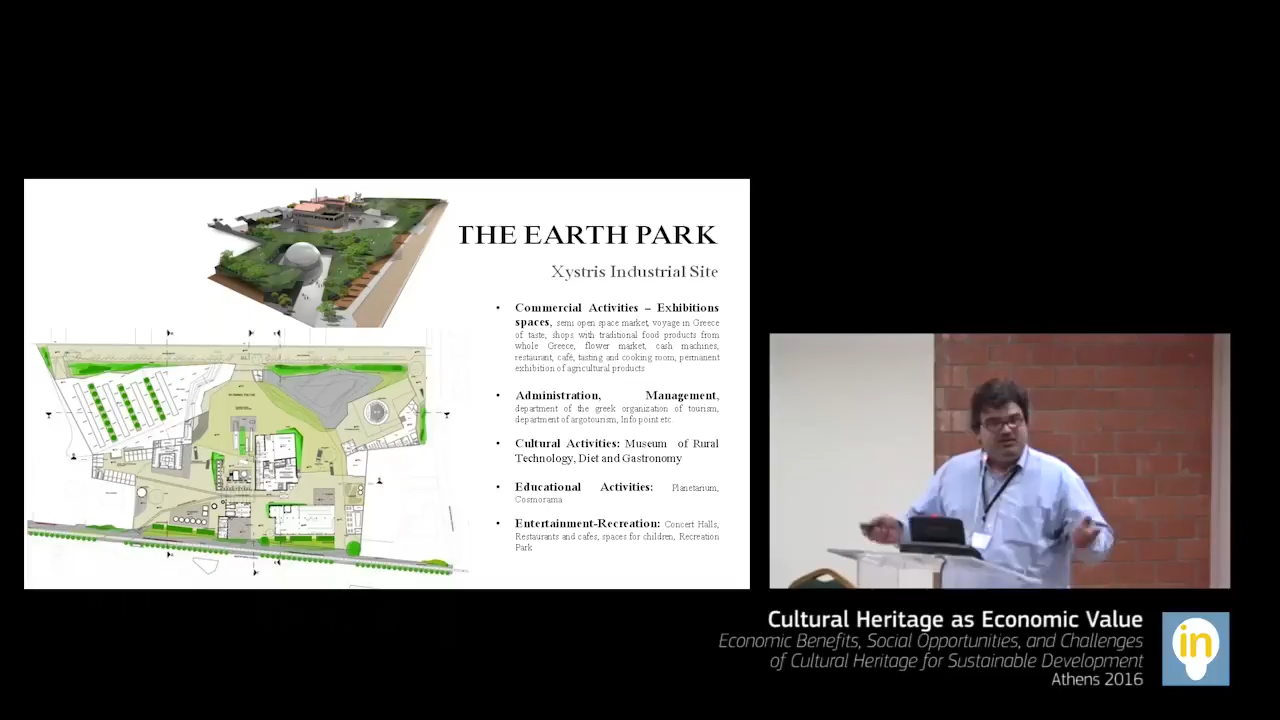 THE EARTH PARK
Xystris Industrial Site
• Commercial Activities – Exhibitions
spaces, semi open space market, voyage in Greece
of taste, shops with traditional food products from
whole Greece, flower market, cash machines,
restaurant, café, tasting and cooking room, permanent
exhibition of agricultural products
• Administration, Management,
department of the greek organization of tourism,
department of argotourism, Info point etc.
• Cultural Activities: Museum of Rural
Technology, Diet and Gastronomy
• Educational Activities: Planetarium,
Cosmorama
• Entertainment-Recreation: Concert Halls,
Restaurants and cafes, spaces for children, Recreation
Park
Cultural Heritage as Economic Value
Economic Benefits, Social Opportunities, and Challenges
of Cultural Heritage for Sustainable Development
Athens 2016
in